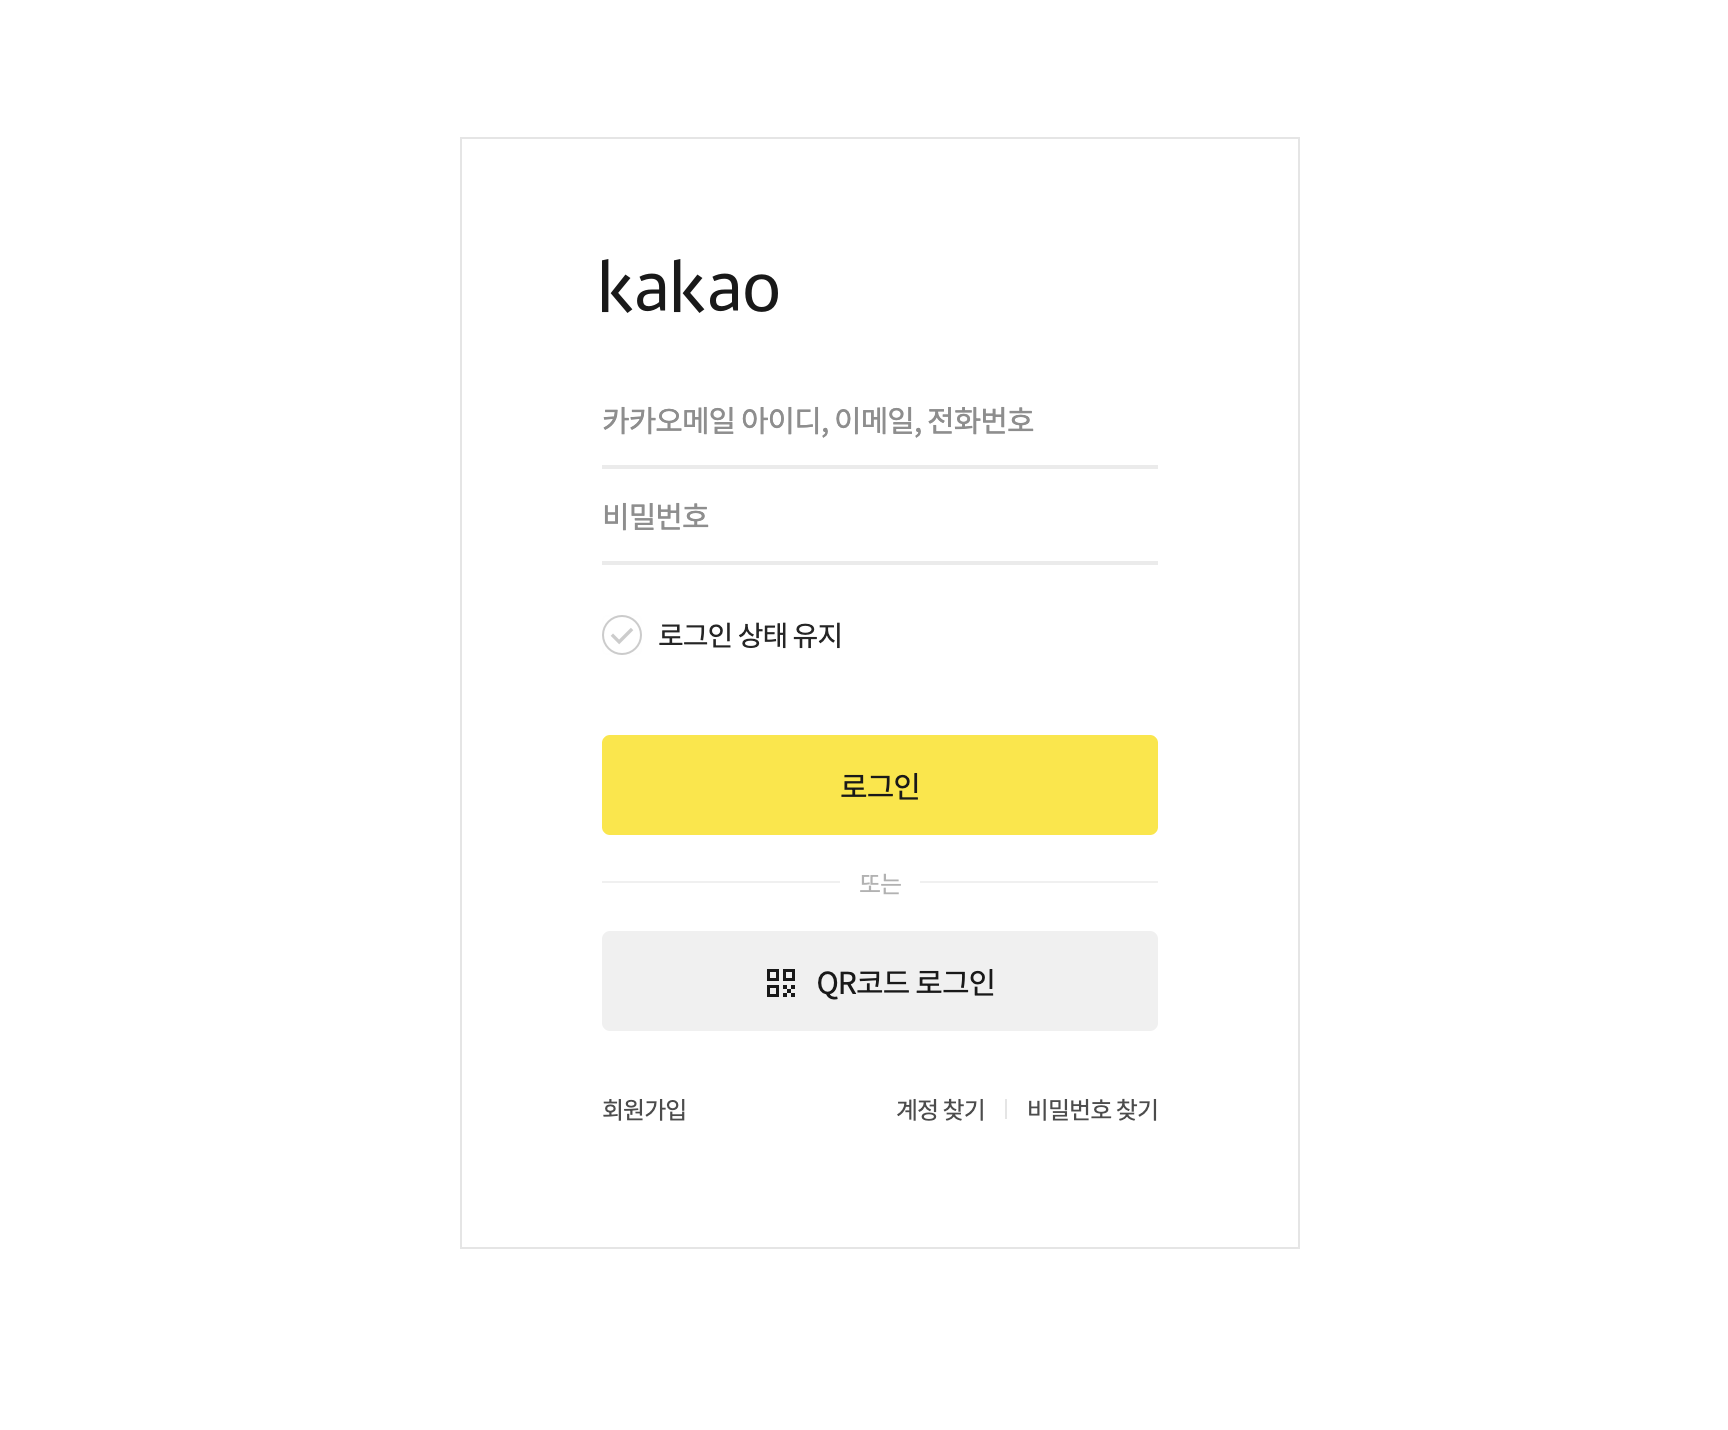 kakao
카카오메일 아이디, 이메일, 전화번호
비밀번호
로그인 상태 유지
로그인
또는
QR코드 로그인
회원가입
계정 찾기
비밀번호 찾기